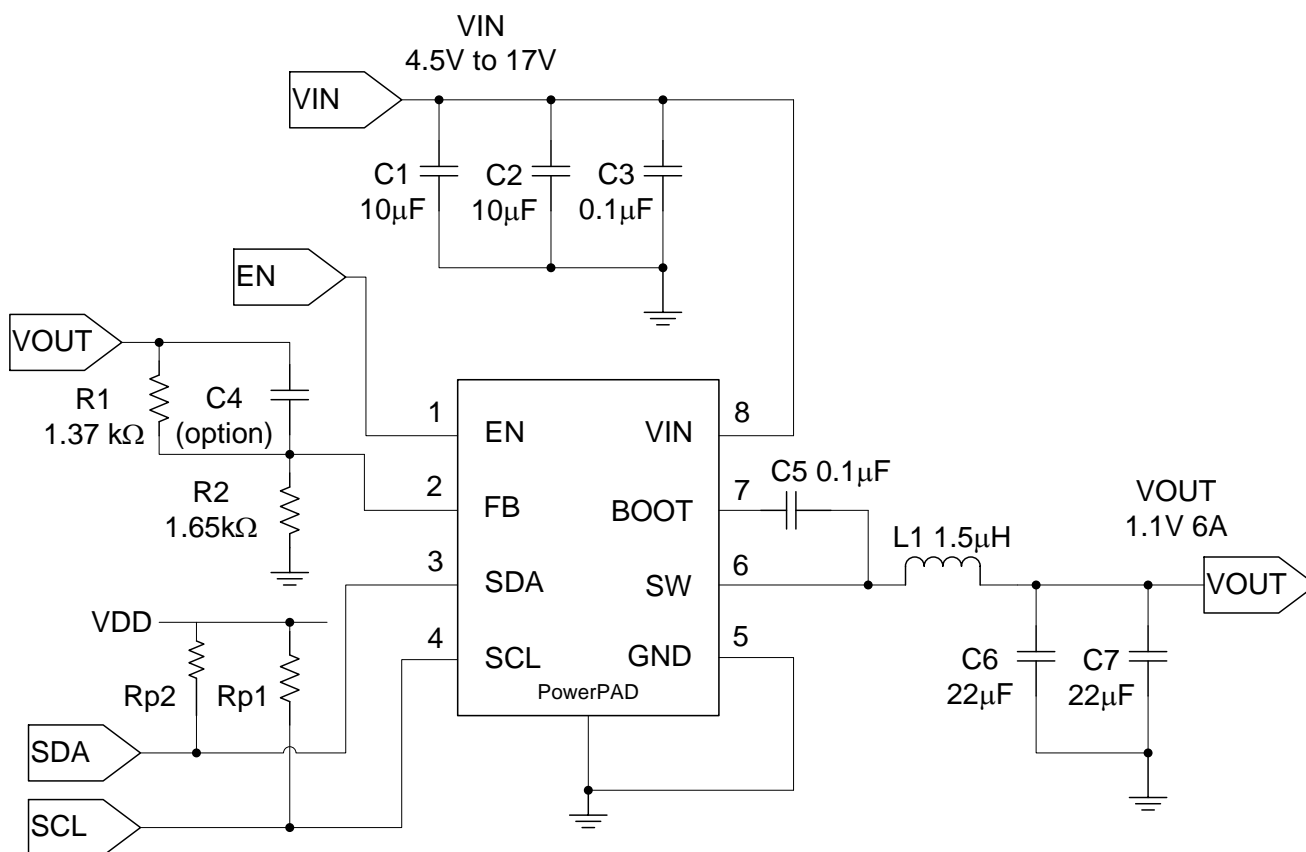 VIN
4.5V to 17V
VIN
C1
10μF
C2
10μF
C3
0.1μF
EN
VOUT
R1
1.37 kΩ
C4
(option)
R2
1.65kΩ
1
EN
2
FB
3
SDA
4
SCL
8
VIN
7
BOOT
6
SW
5
GND
PowerPAD
C5 0.1μF
L1 1.5μH
VOUT
1.1V 6A
VOUT
C6
22μF
C7
22μF
VDD
Rp2
Rp1
SDA
SCL